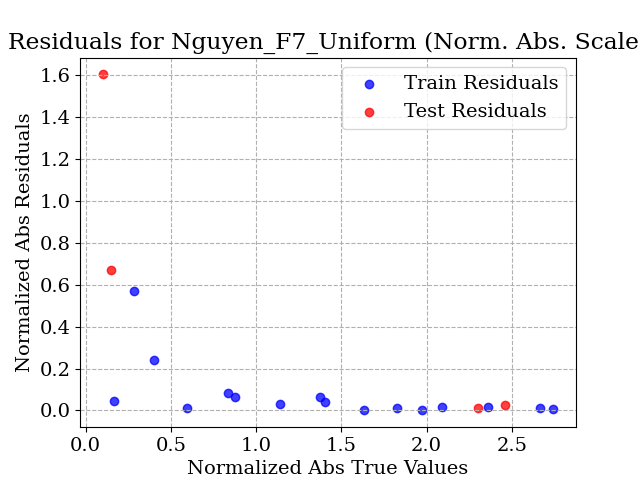 Residuals for Nguyen_F7_Uniform (Norm. Abs. Scale
Train Residuals
Test Residuals
Normalized Abs Residuals
1.6
1.4
1.2
1.0
0.8
0.6
0.4
0.2
0.0
0.0 0.5 1.0 1.5 2.0 2.5
Normalized Abs True Values